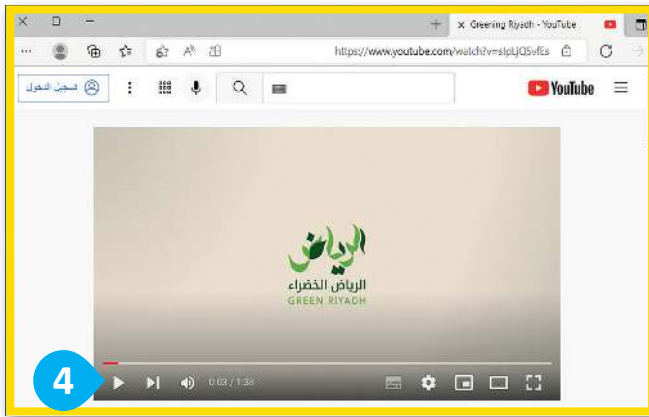 Greening Riyadh - YouTube
https://www.youtube.com/watch?v=slpLjQSvfEs
YouTube
تسجيل الدخول
الرياض
الرياض الخضراء
GREEN RIYADH
4
0:03 / 1:38